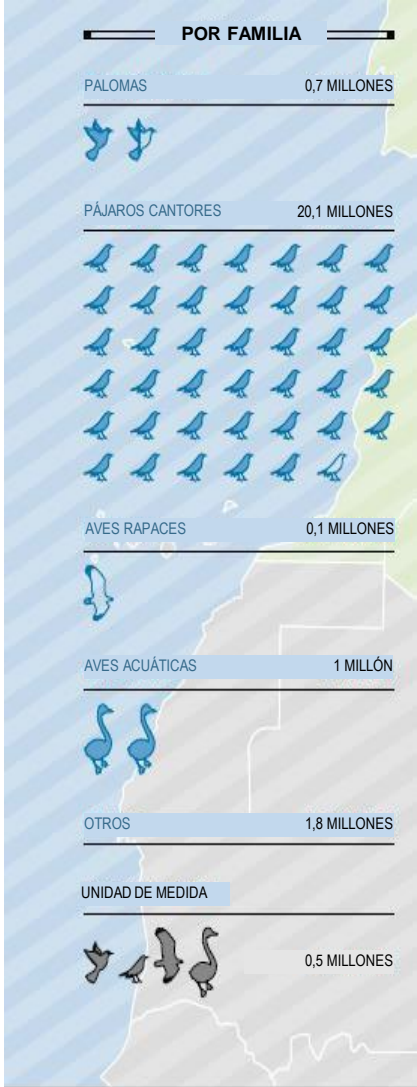 POR FAMILIA
PALOMAS 0,7 MILLONES
PÁJAROS CANTORES 20,1 MILLONES
AVES RAPACES 0,1 MILLONES
AVES ACUÁTICAS 1 MILLÓN
OTROS 1,8 MILLONES
UNIDAD DE MEDIDA
0,5 MILLONES